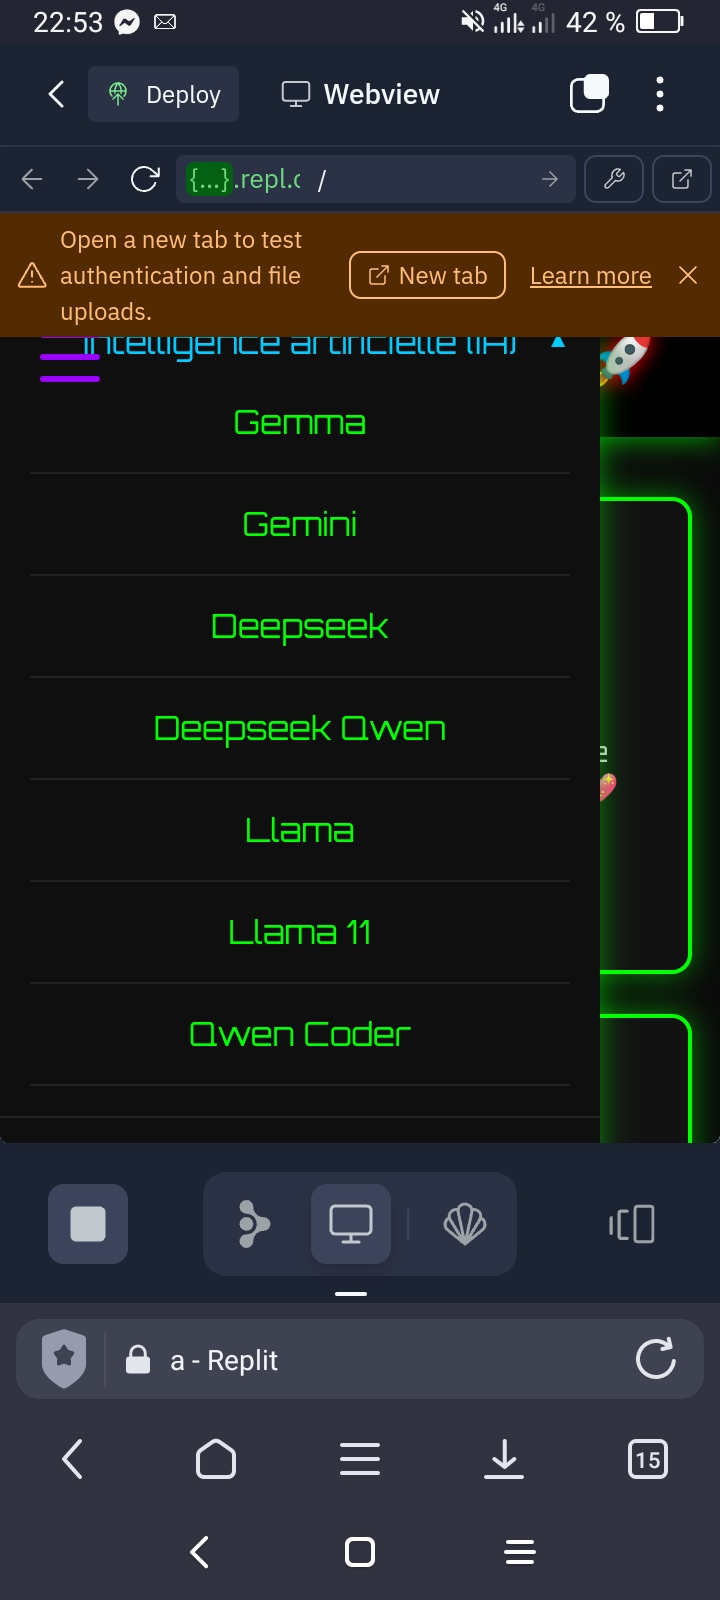 22:53
4G
4G
42 %
Deploy
Webview
{...}.repl.c /
Open a new tab to test
authentication and file
uploads.
New tab
Learn more
Intelligence artificielle (IA)
Gemma
Gemini
Deepseek
Deepseek Qwen
e
Llama
Llama 11
Qwen Coder
a - Replit
15